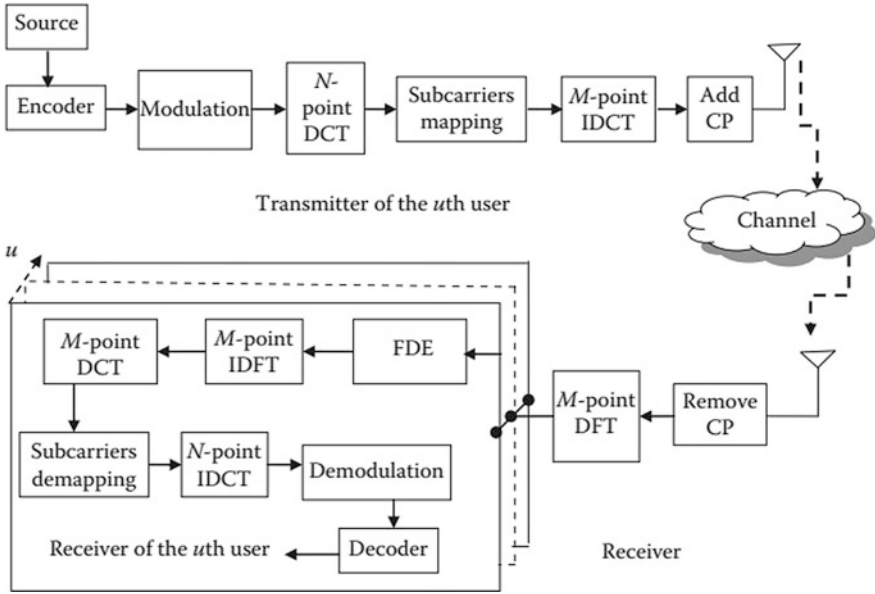 Source
Encoder
Modulation
N-
point
DCT
Subcarriers
mapping
M-point
IDCT
Add
CP
Transmitter of the uth user
Channel
u
M-point
DCT
M-point
IDFT
FDE
M-point
DFT
Remove
CP
Subcarriers
demapping
N-point
IDCT
Demodulation
Receiver of the uth user
Decoder
Receiver